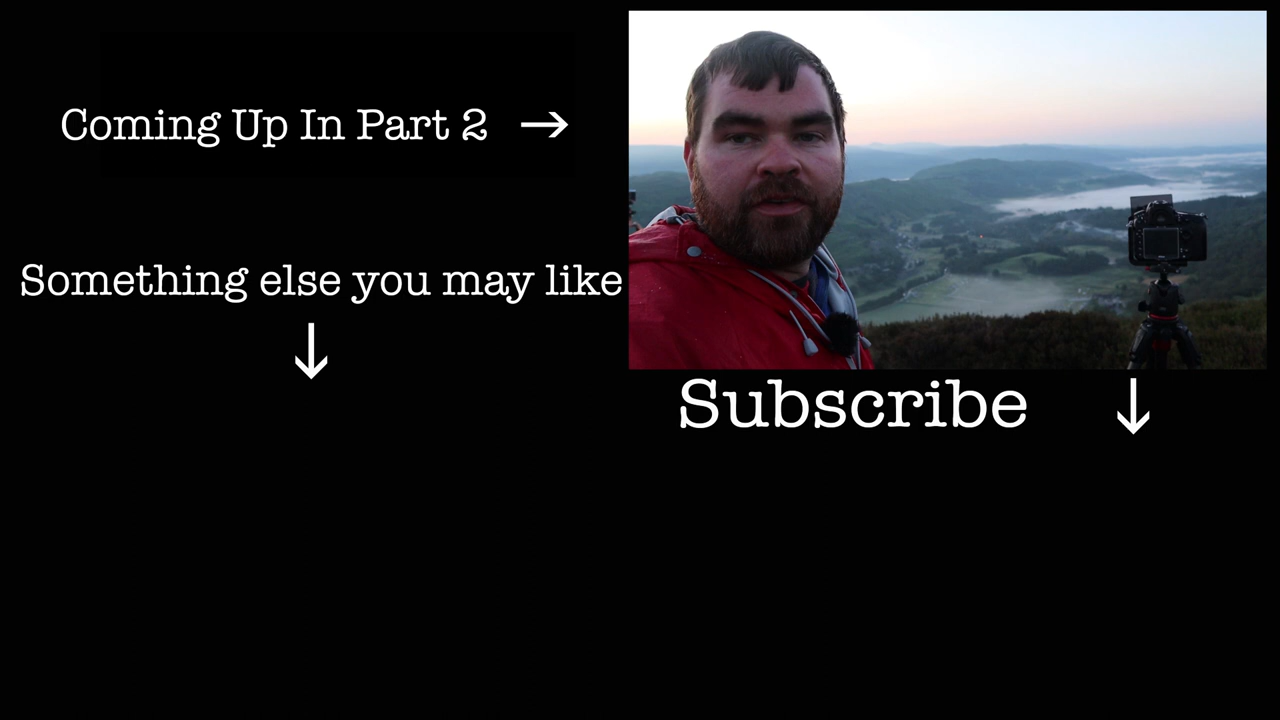 Coming Up In Part 2 →
Something else you may like
↓
Subscribe ↓